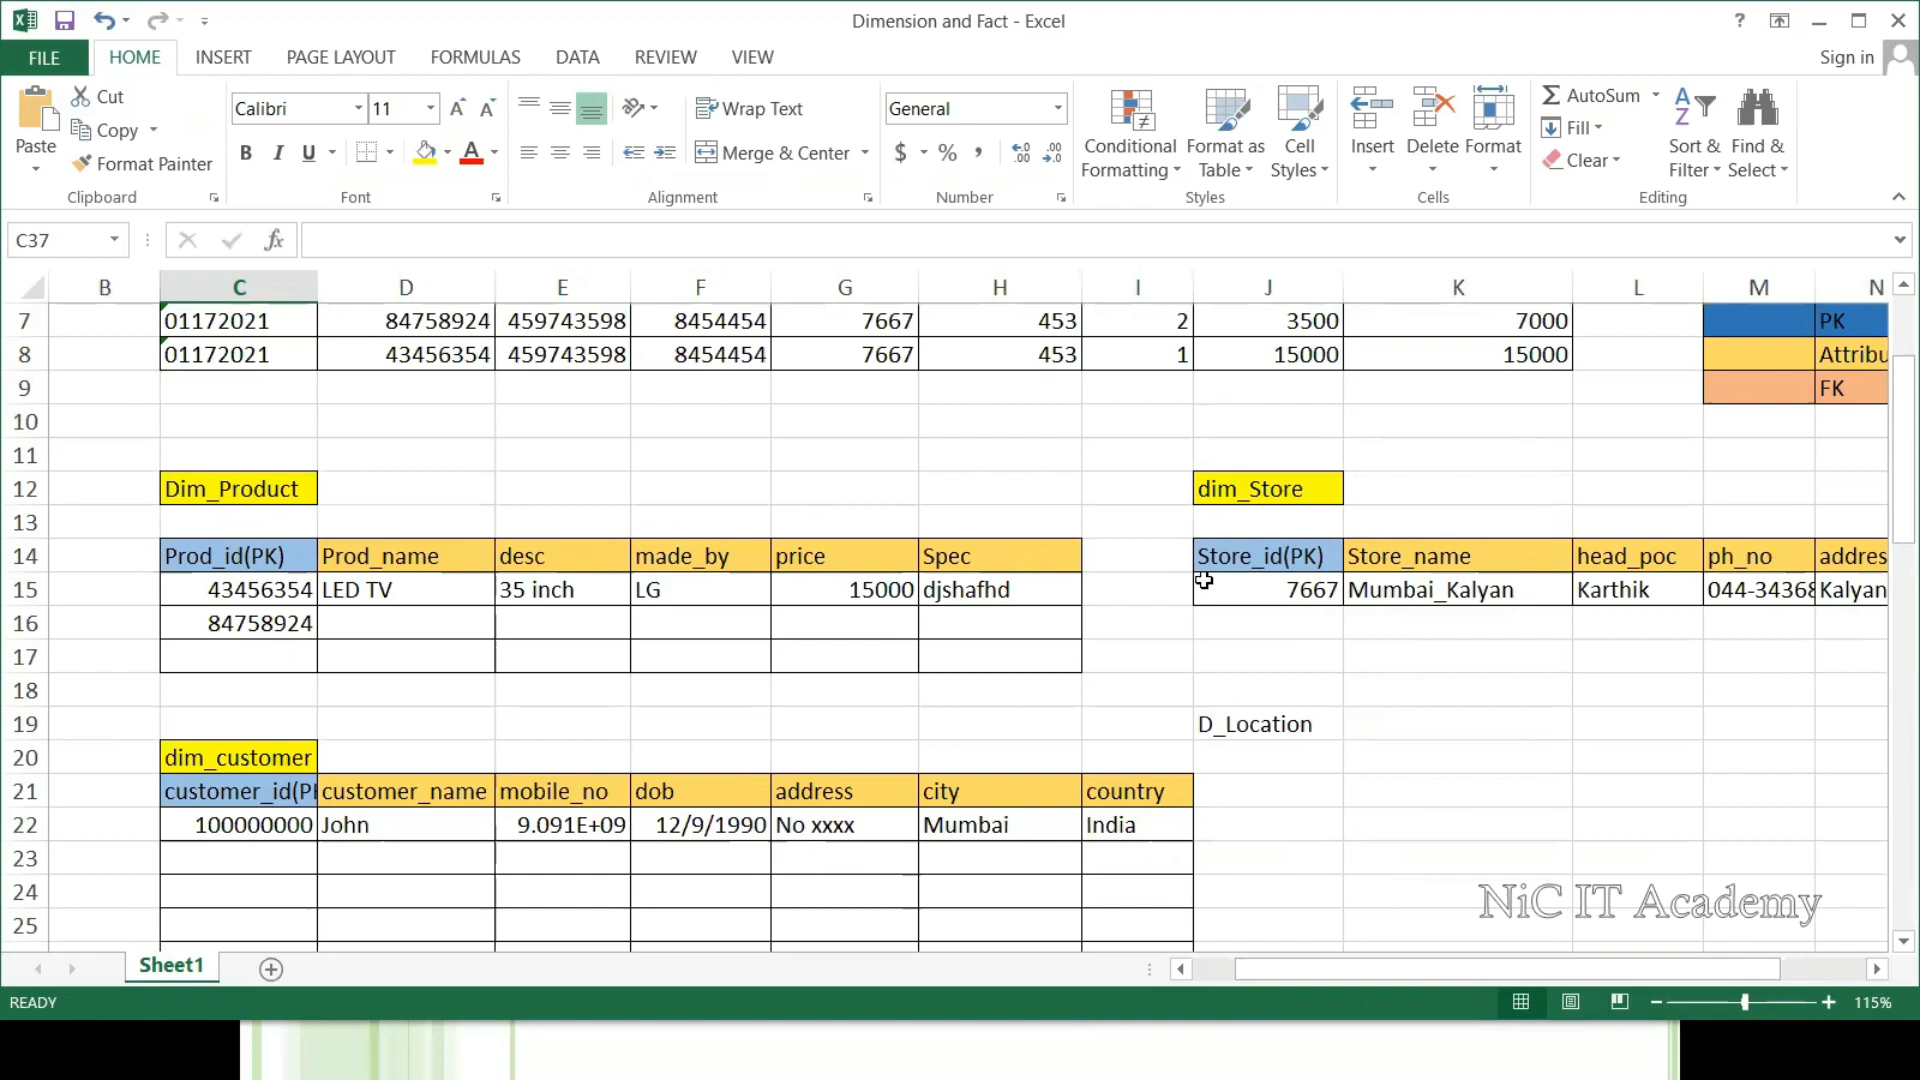 Dimension and Fact - Excel
?
FILE HOME INSERT PAGE LAYOUT FORMULAS DATA REVIEW VIEW Sign in
Paste Cut Copy Format Painter Clipboard
Calibri 11 A A B I U A Font
Wrap Text Merge & Center Alignment
General $ % , Number
Conditional Formatting Format as Table Cell Styles Styles
Insert Delete Format Cells
AutoSum Fill Clear Sort & Filter Find & Select Editing
C37 fx
B C D E F G H I J K L M N
7 01172021 84758924 459743598 8454454 7667 453 2 3500 7000 PK
8 01172021 43456354 459743598 8454454 7667 453 1 15000 15000 Attribu
9 FK
10
11
12 Dim_Product dim_Store
13
14 Prod_id(PK) Prod_name desc made_by price Spec Store_id(PK) Store_name head_poc ph_no addres
15 43456354 LED TV 35 inch LG 15000 djshafhd 7667 Mumbai_Kalyan Karthik 044-34368 Kalyan
16 84758924
17
18
19 D_Location
20 dim_customer
21 customer_id(P customer_name mobile_no dob address city country
22 100000000 John 9.091E+09 12/9/1990 No xxxx Mumbai India
23
24
25
NiC IT Academy
Sheet1
READY 115%